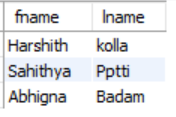 fname lname
Harshith kolla
Sahithya Pptti
Abhigna Badam